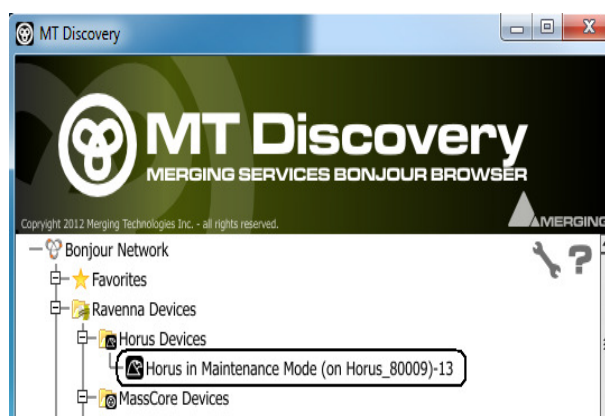 MT Discovery
MT Discovery
MERGING SERVICES BONJOUR BROWSER
Copyright 2012 Merging Technologies Inc. - all rights reserved.
MERGING
Bonjour Network
Favorites
Ravenna Devices
Horus Devices
Horus in Maintenance Mode (on Horus_80009)-13
MassCore Devices